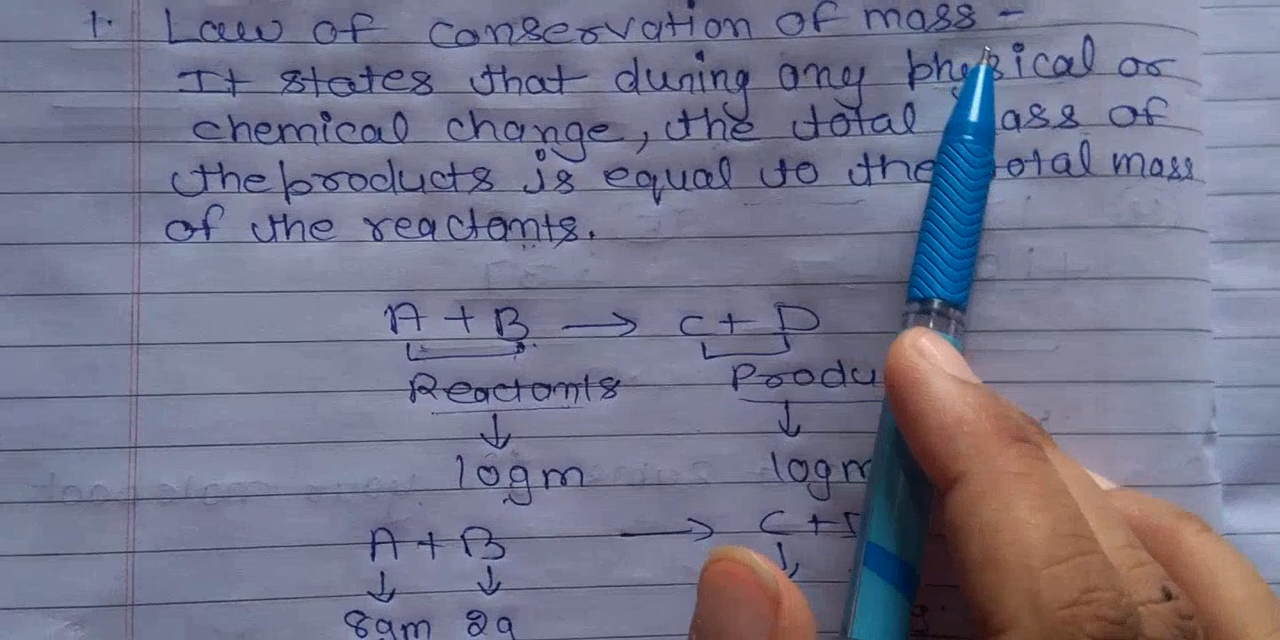 1. Law of conservation of mass -
It states that during any physical or
chemical change, the total mass of
the products is equal to the total mass
of the reactants.
A + B → C + D
Reactants Produ
↓ ↓
10gm 10gm
A + B → C + D
↓ ↓ ↓
8gm 2g